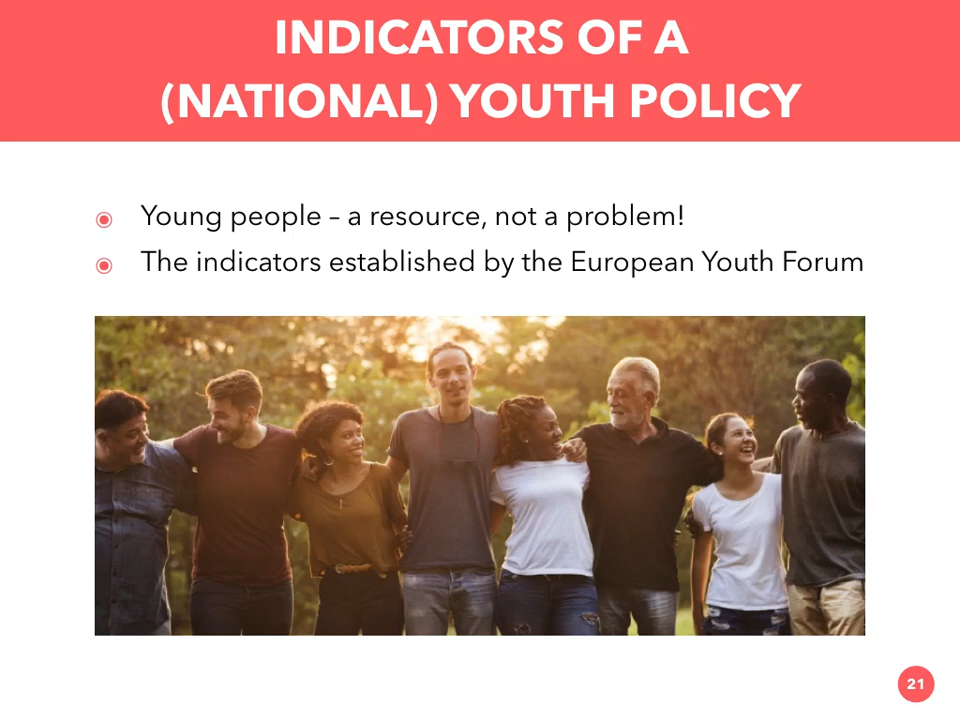 INDICATORS OF A
(NATIONAL) YOUTH POLICY
Young people – a resource, not a problem!
The indicators established by the European Youth Forum
21